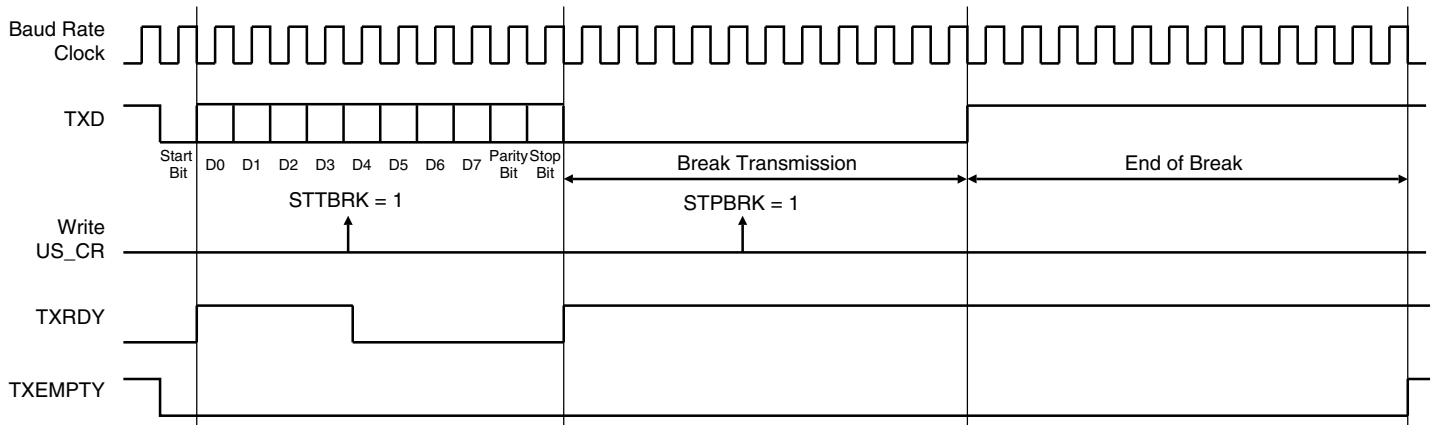 Baud Rate
Clock
TXD
Start
Bit
D0 D1 D2 D3 D4 D5 D6 D7
Parity
Bit
Stop
Bit
Break Transmission
End of Break
STTBRK = 1
STPBRK = 1
Write
US_CR
TXRDY
TXEMPTY